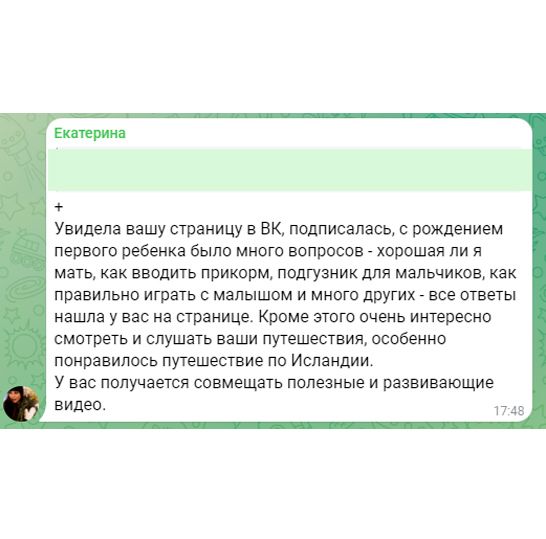 Екатерина
+
Увидела вашу страницу в ВК, подписалась, с рождением
первого ребенка было много вопросов - хорошая ли я
мать, как вводить прикорм, подгузник для мальчиков, как
правильно играть с малышом и много других - все ответы
нашла у вас на странице. Кроме этого очень интересно
смотреть и слушать ваши путешествия, особенно
понравилось путешествие по Исландии.
У вас получается совмещать полезные и развивающие
видео.
17:48